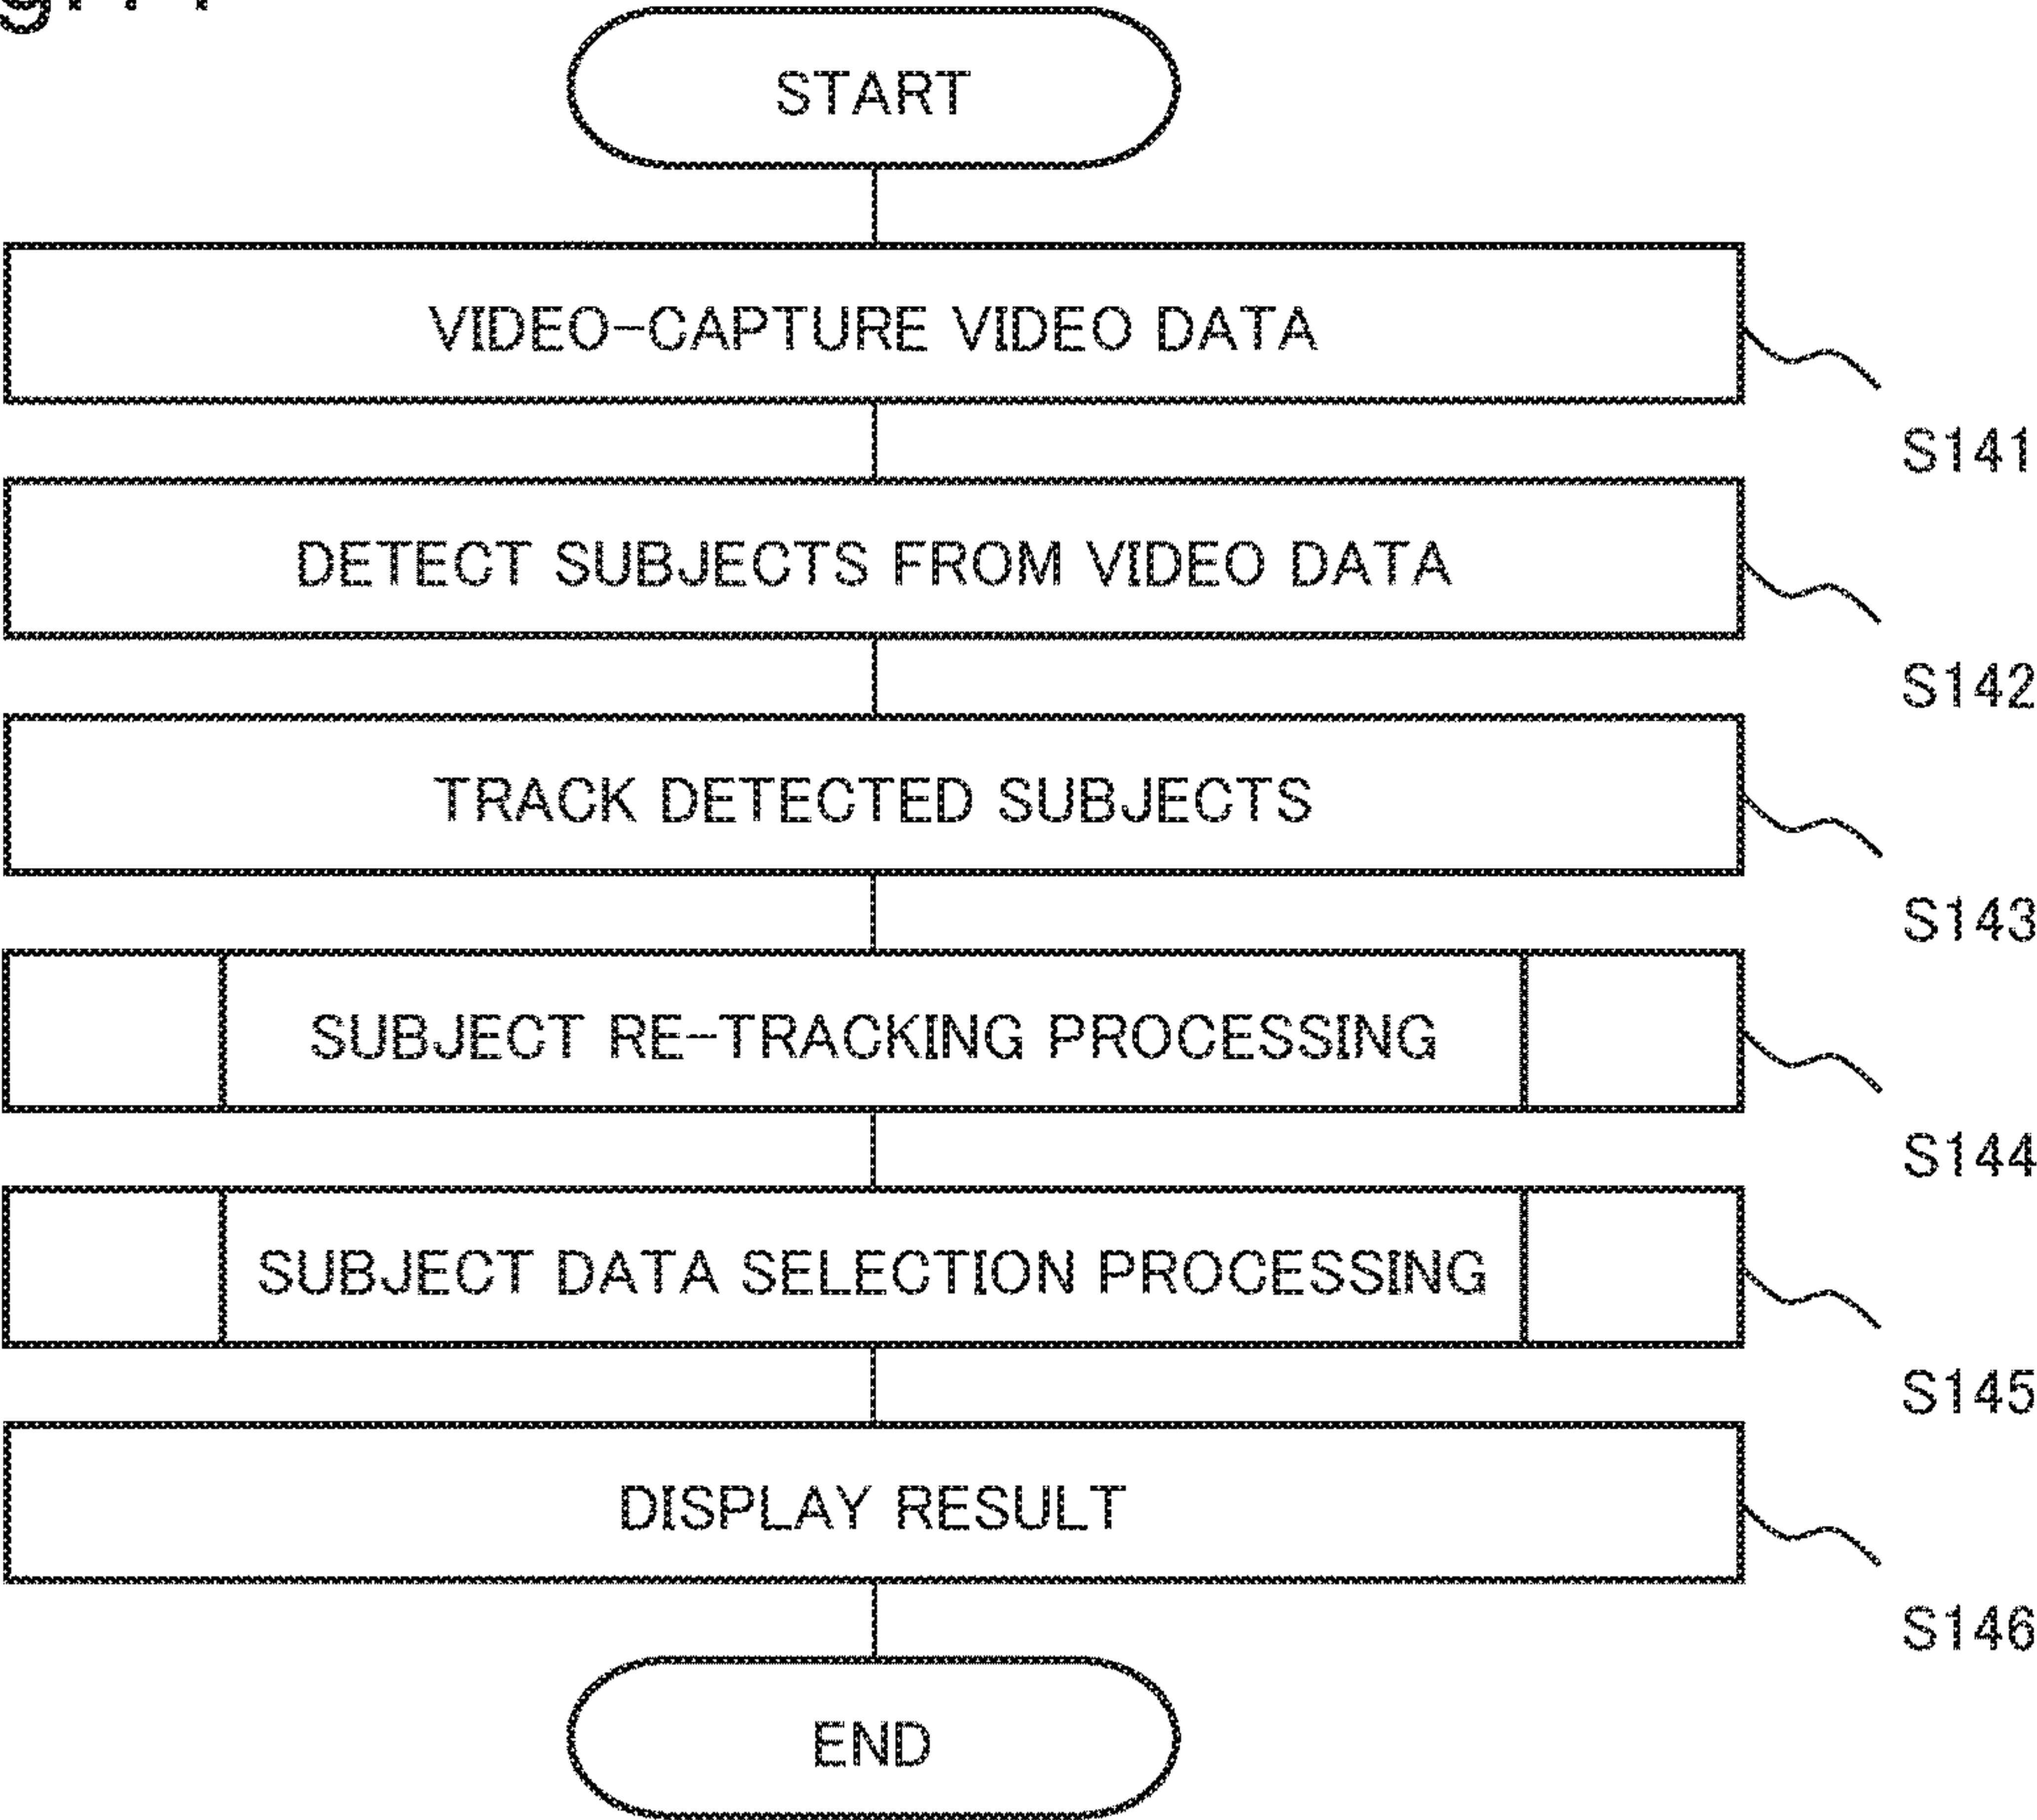 START
VIDEO-CAPTURE VIDEO DATA
S141
DETECT SUBJECTS FROM VIDEO DATA
S142
TRACK DETECTED SUBJECTS
S143
SUBJECT RE-TRACKING PROCESSING
S144
SUBJECT DATA SELECTION PROCESSING
S145
DISPLAY RESULT
S146
END